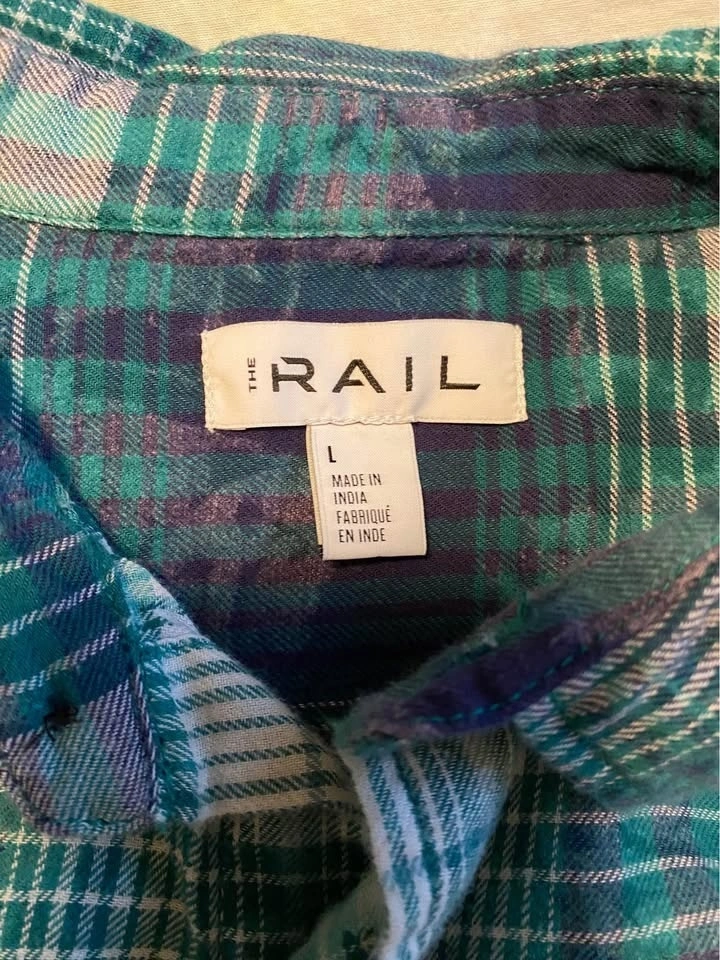 THE RAIL
L
MADE IN
INDIA
FABRIQUÉ
EN INDE